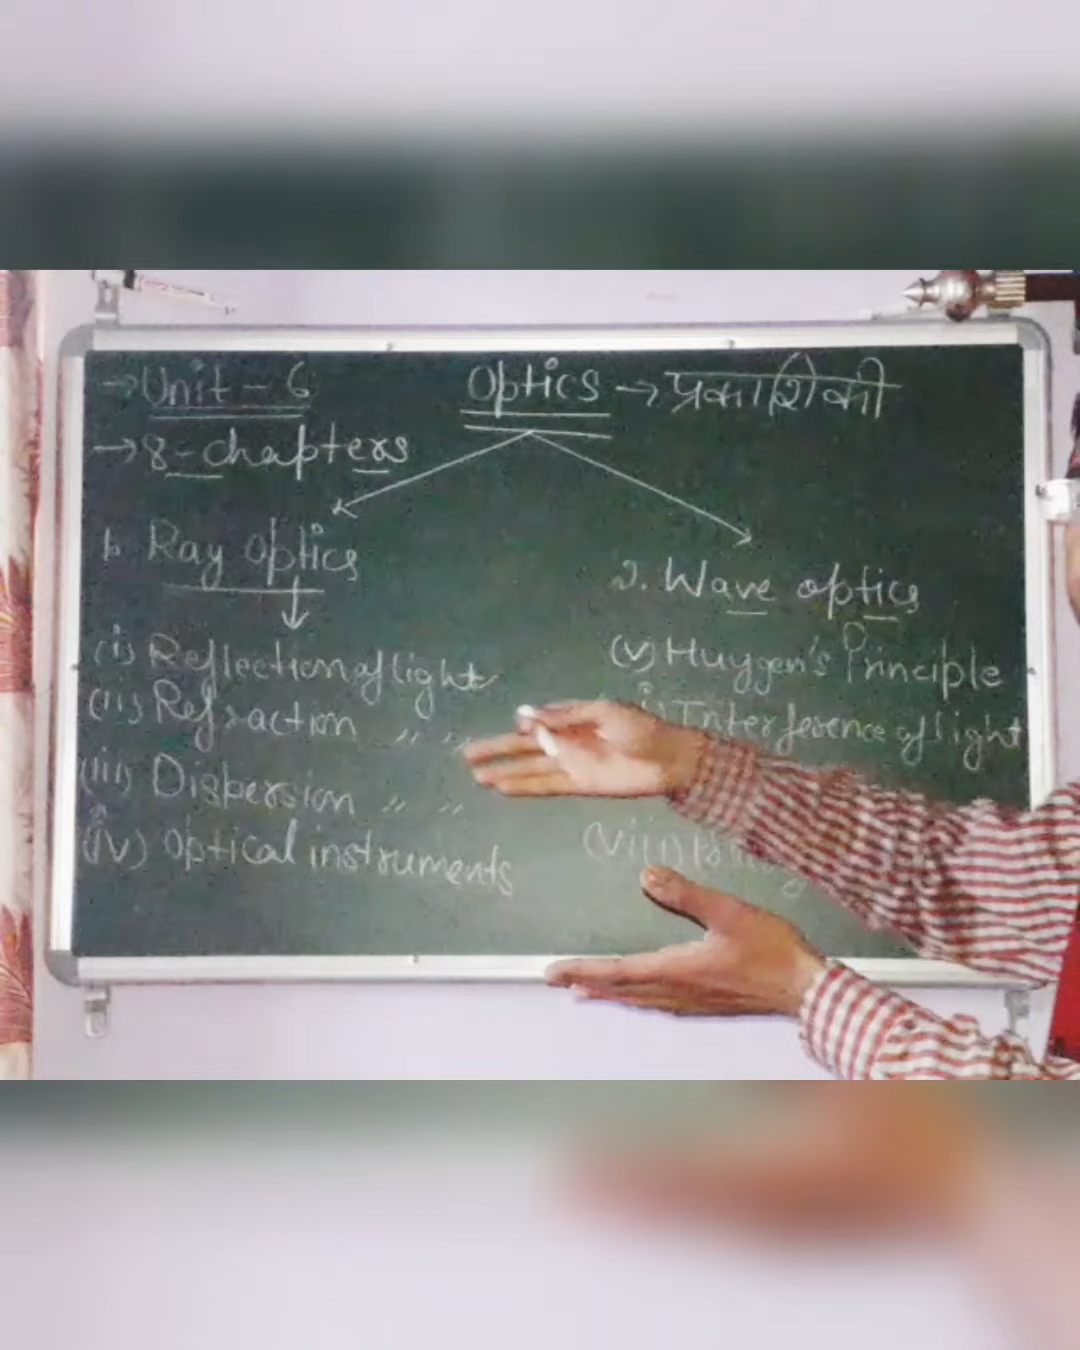 → Unit - 6
Optics → प्रकाशिकी
→ 8 - chapters
1. Ray Optics
(i) Reflection of light
(ii) Refraction " "
(iii) Dispersion " "
(iv) Optical instruments
2. Wave optics
(v) Huygen's Principle
Interference of light
(viii)